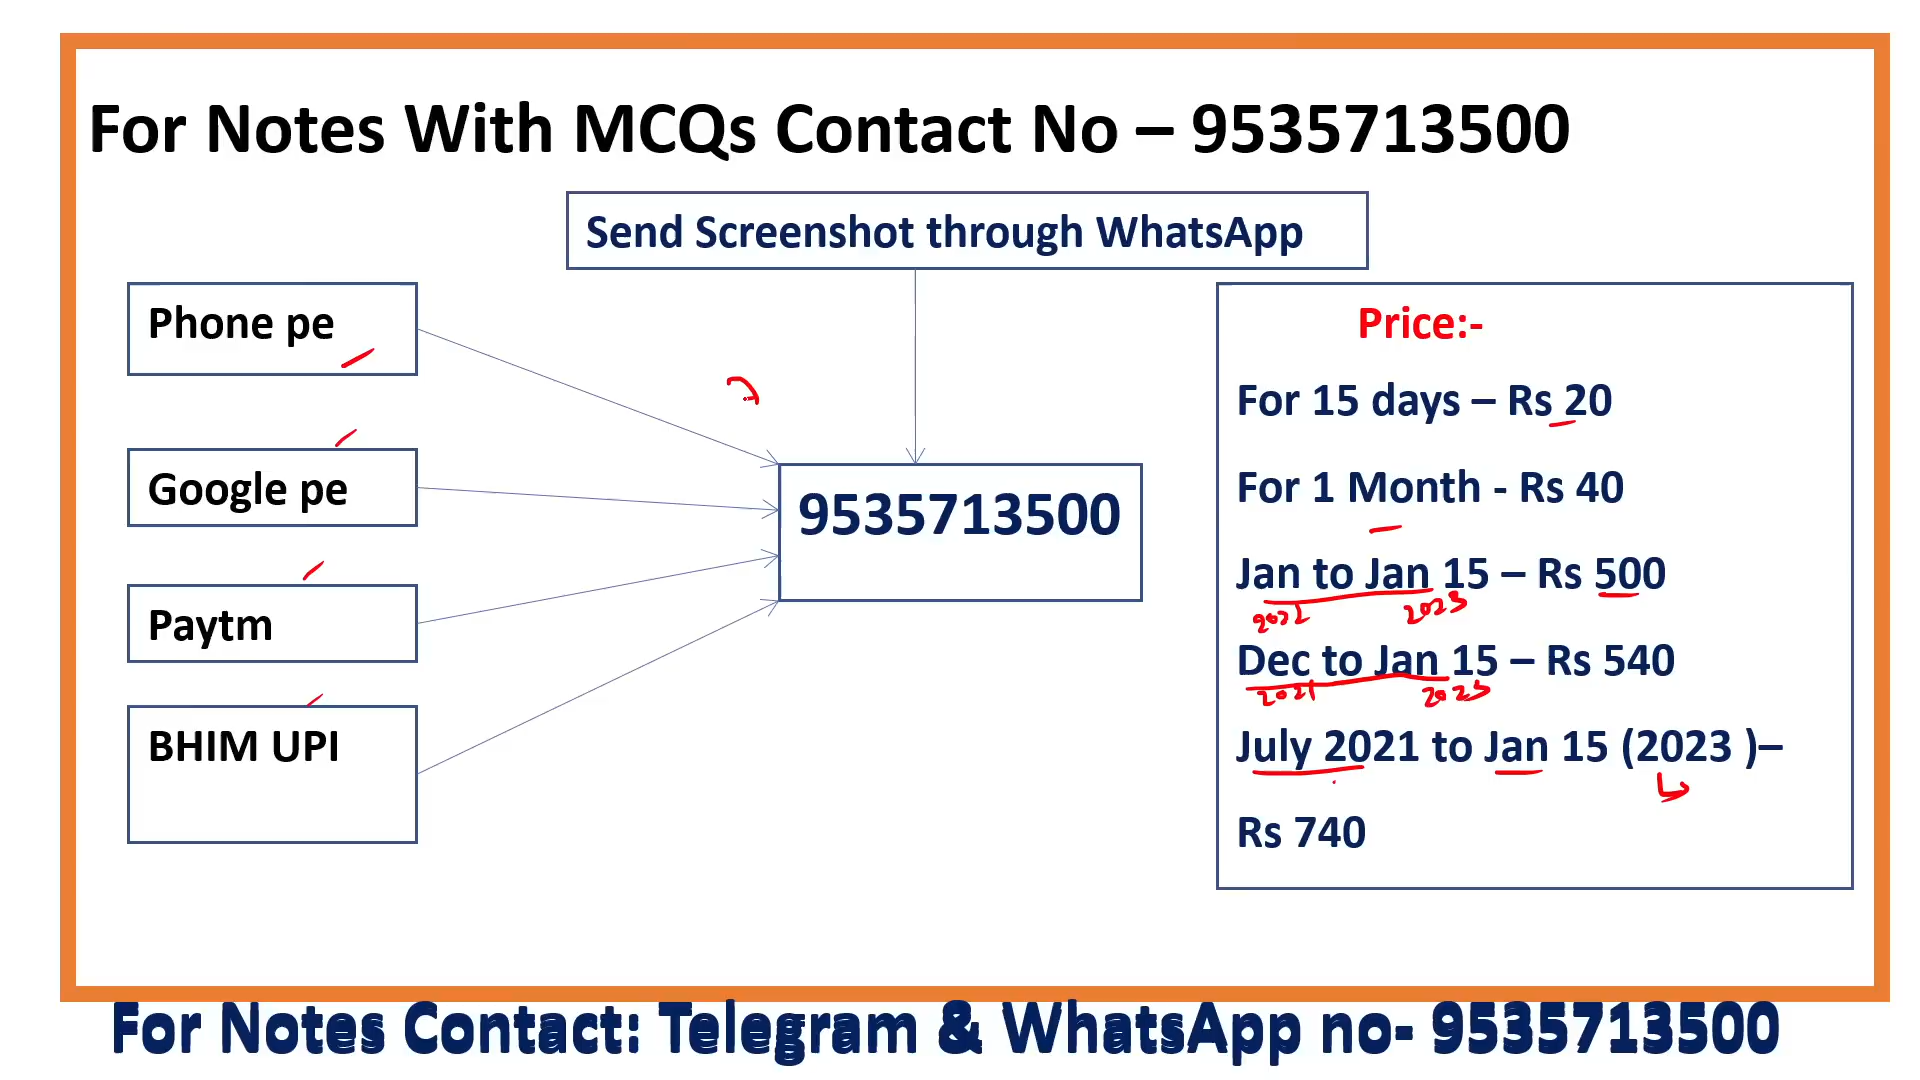 For Notes With MCQs Contact No – 9535713500
Send Screenshot through WhatsApp
Phone pe
Google pe
Paytm
BHIM UPI
9535713500
Price:-
For 15 days – Rs 20
For 1 Month - Rs 40
Jan to Jan 15 – Rs 500
2022 2023
Dec to Jan 15 – Rs 540
2021 2023
July 2021 to Jan 15 (2023 )–
Rs 740
For Notes Contact: Telegram & WhatsApp no- 9535713500